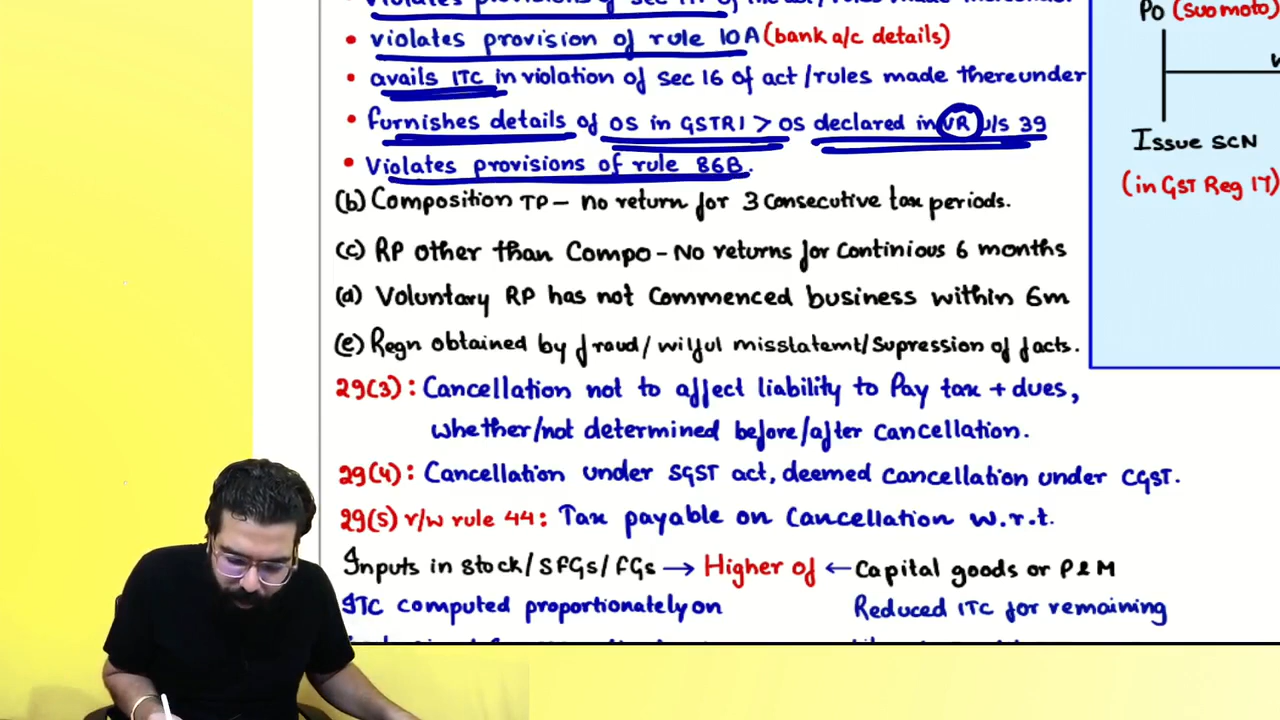 violates provisions of sec
• violates provision of rule 10A (bank a/c details)
• avails ITC in violation of sec 16 of act/rules made thereunder
• furnishes details of OS in GSTR1 > OS declared in VR u/s 39
• Violates provisions of rule 86B.
(b) Composition TP - no return for 3 consecutive tax periods.
(c) RP other than Compo - No returns for Continious 6 months
(d) Voluntary RP has not commenced business within 6m
(e) Regn obtained by fraud/ wilful misstatemt/Supression of facts.
29(3): Cancellation not to affect liability to Pay tax + dues,
whether/not determined before/after cancellation.
29(4): Cancellation under SGST act, deemed cancellation under CGST.
29(5) r/w rule 44: Tax payable on Cancellation w.r.t.
Inputs in stock/ SFGs/ FGs → Higher of ← Capital goods or P&M
ITC computed proportionately on
Reduced ITC for remaining
PO (suo moto)
Issue SCN
(in GST Reg 17)